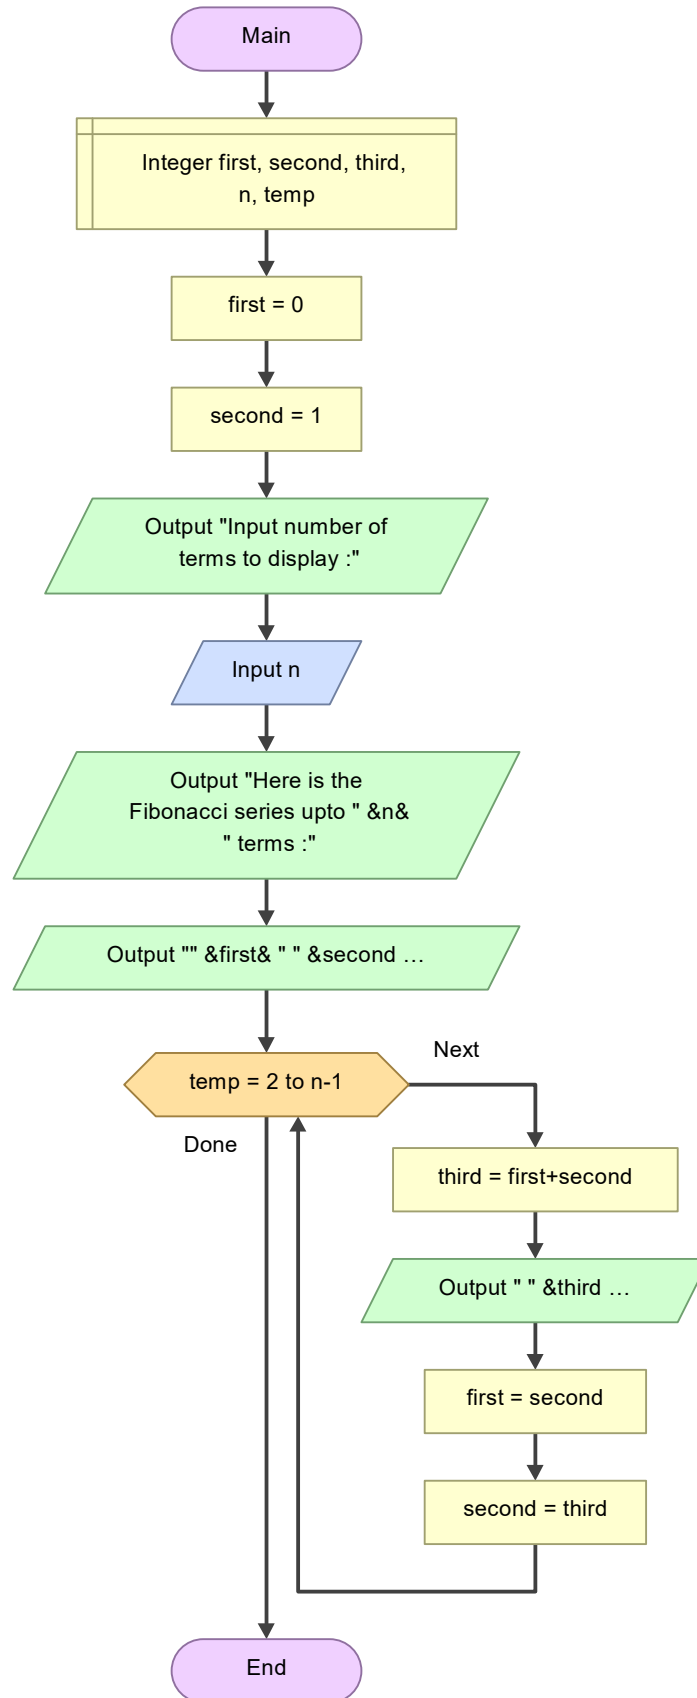 Main
Integer first, second, third,
n, temp
first = 0
second = 1
Output "Input number of
terms to display :"
Input n
Output "Here is the
Fibonacci series upto " &n&
" terms :"
Output "" &first& " " &second …
temp = 2 to n-1
Next
Done
third = first+second
Output " " &third …
first = second
second = third
End